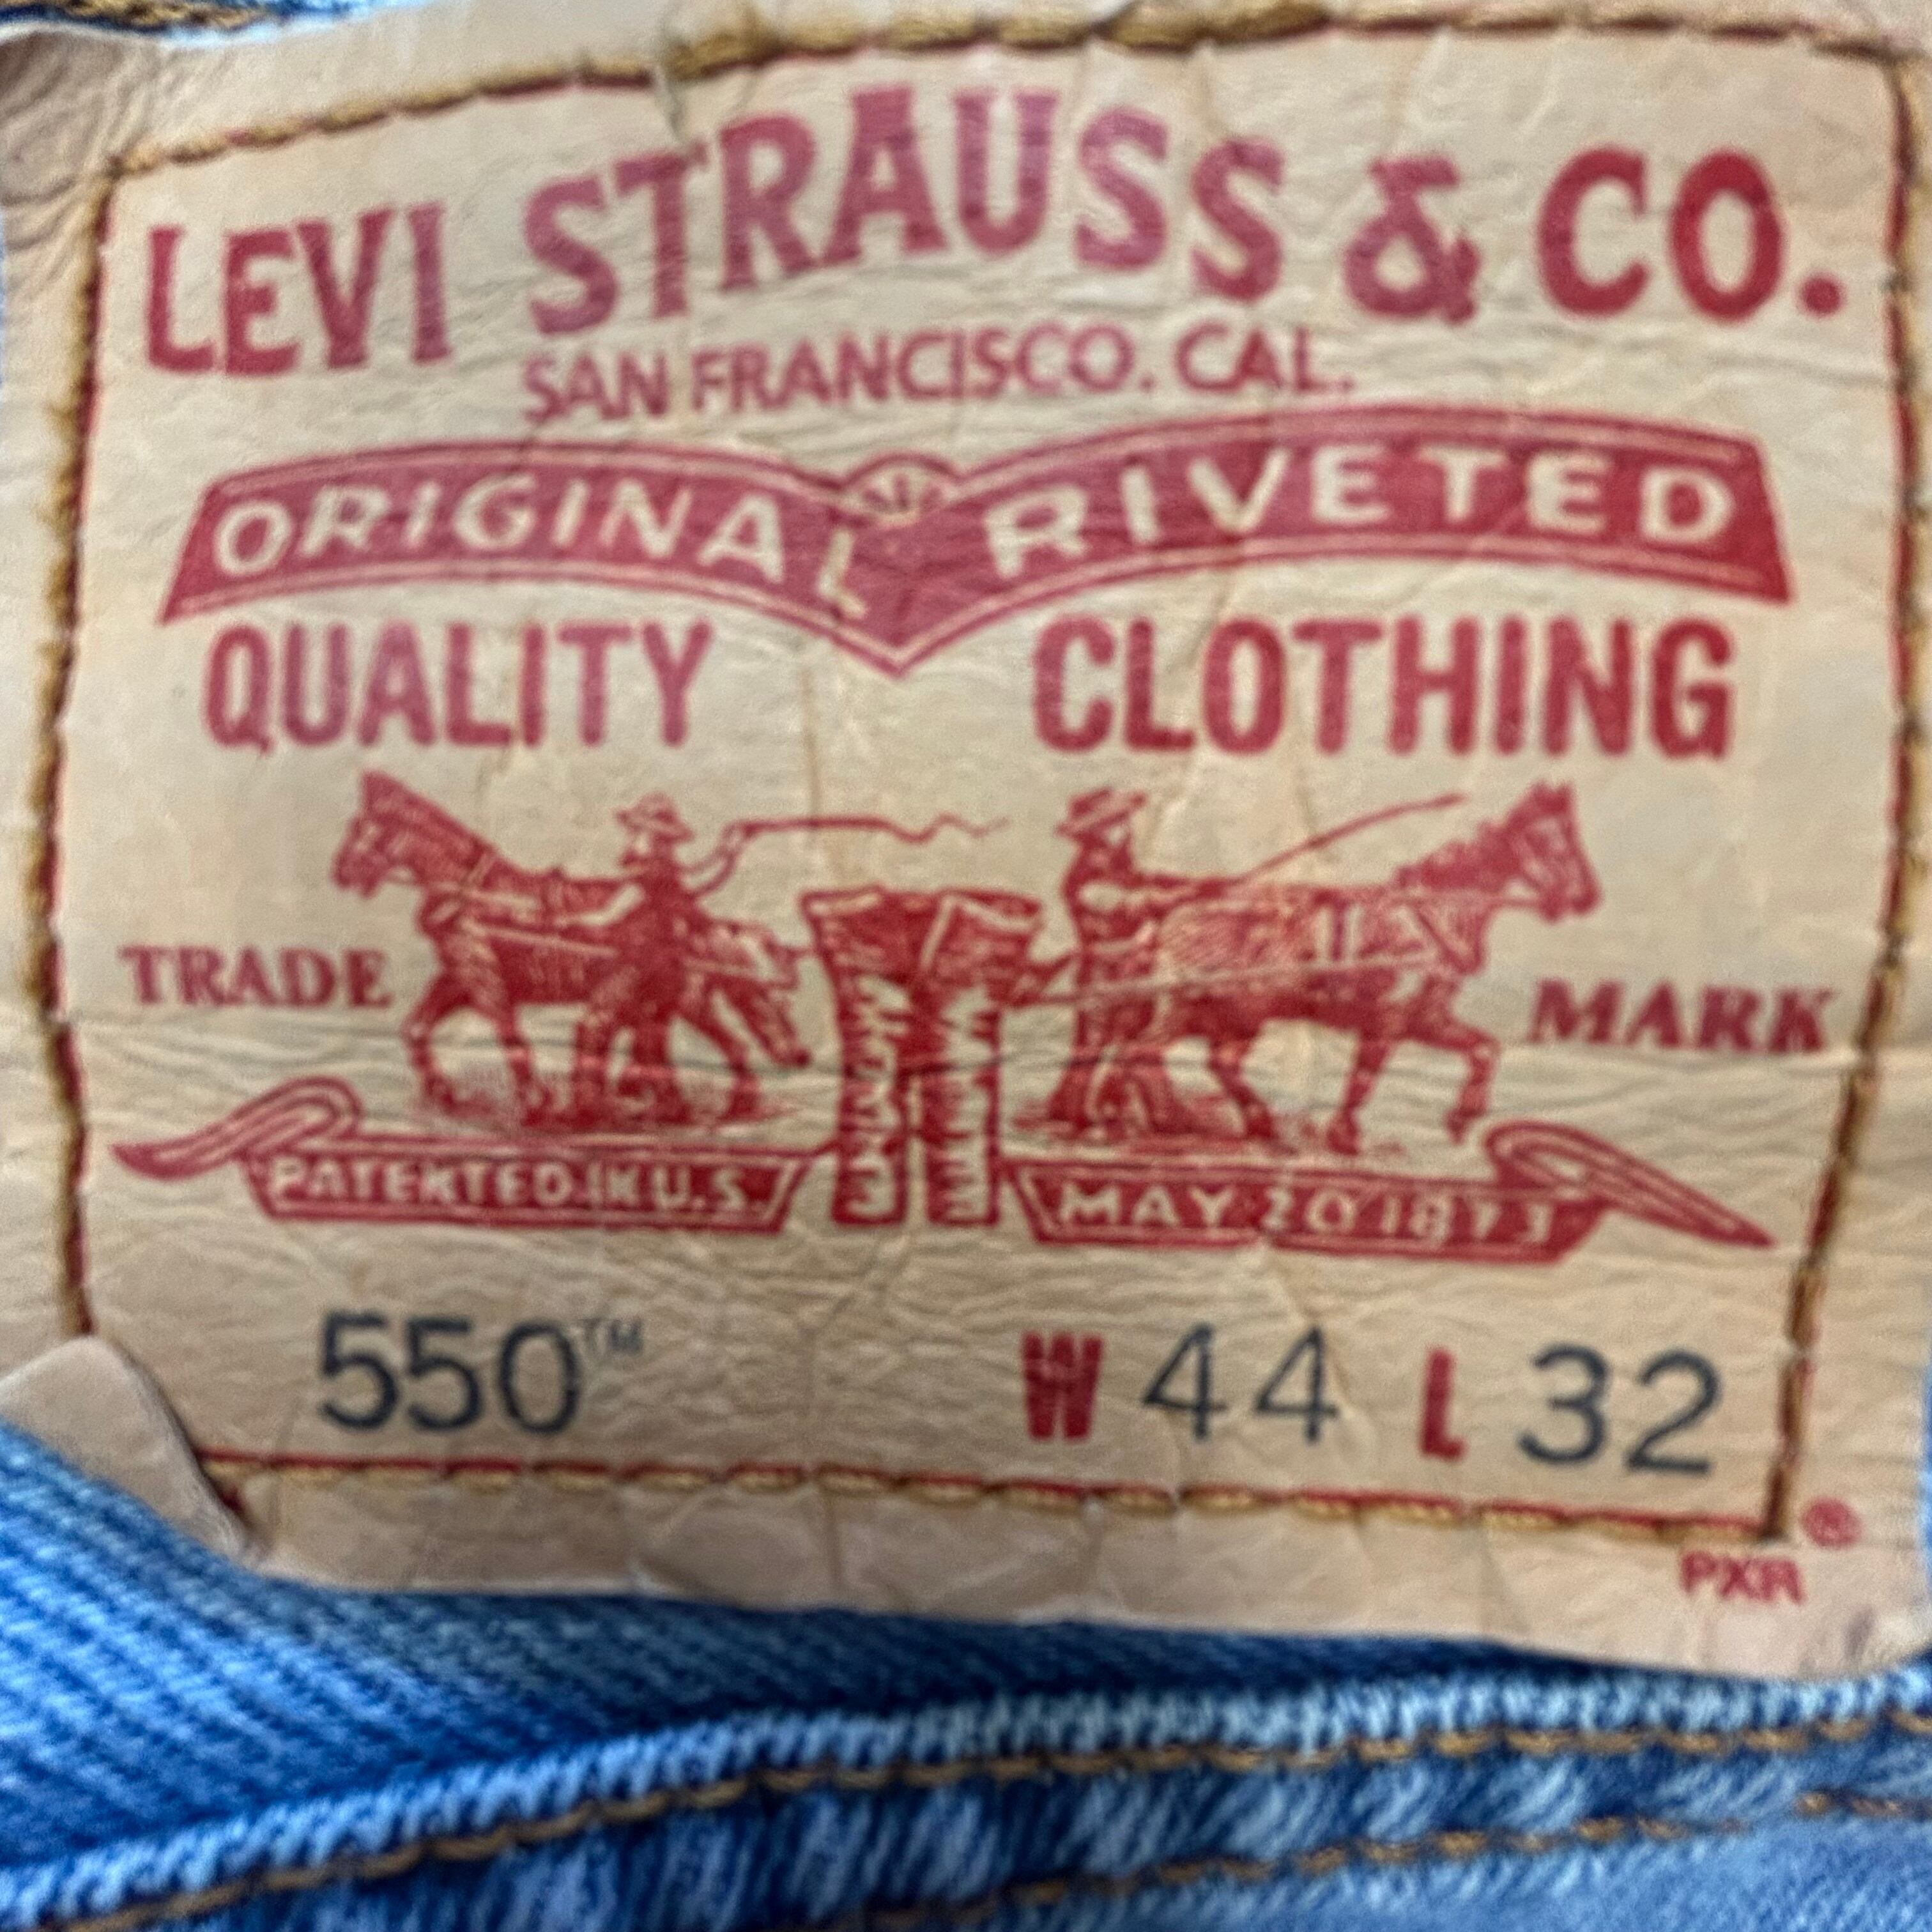 LEVI STRAUSS & CO.
SAN FRANCISCO. CAL.
ORIGINAL RIVETED
QUALITY CLOTHING
TRADE MARK
PATENTED IN U.S. MAY 20 1873
550™ W 44 L 32
®
PXR